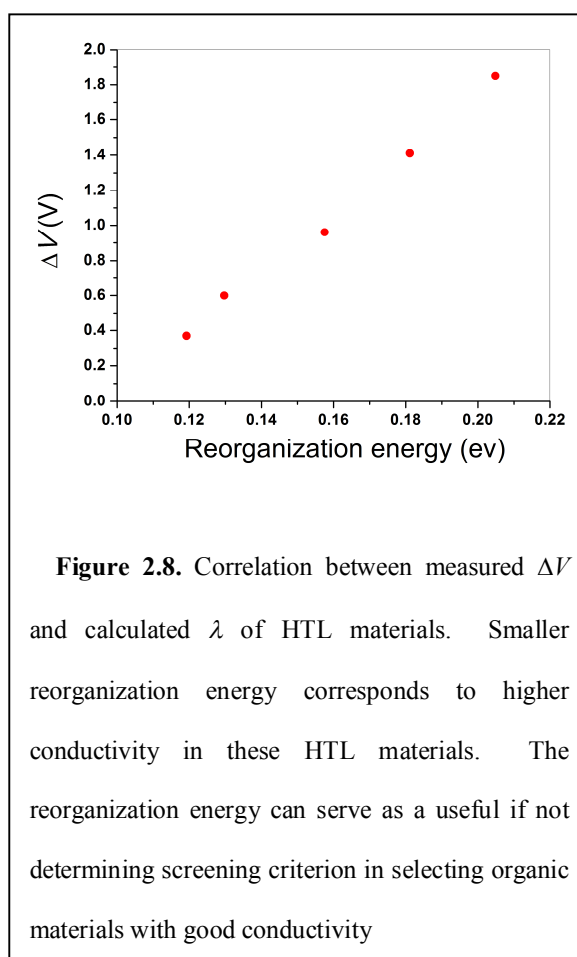 2.0
1.8
1.6
1.4
1.2
1.0
0.8
0.6
0.4
0.2
0.0
ΔV(V)
0.10 0.12 0.14 0.16 0.18 0.20 0.22
Reorganization energy (ev)
Figure 2.8. Correlation between measured ΔV
and calculated λ of HTL materials. Smaller
reorganization energy corresponds to higher
conductivity in these HTL materials. The
reorganization energy can serve as a useful if not
determining screening criterion in selecting organic
materials with good conductivity